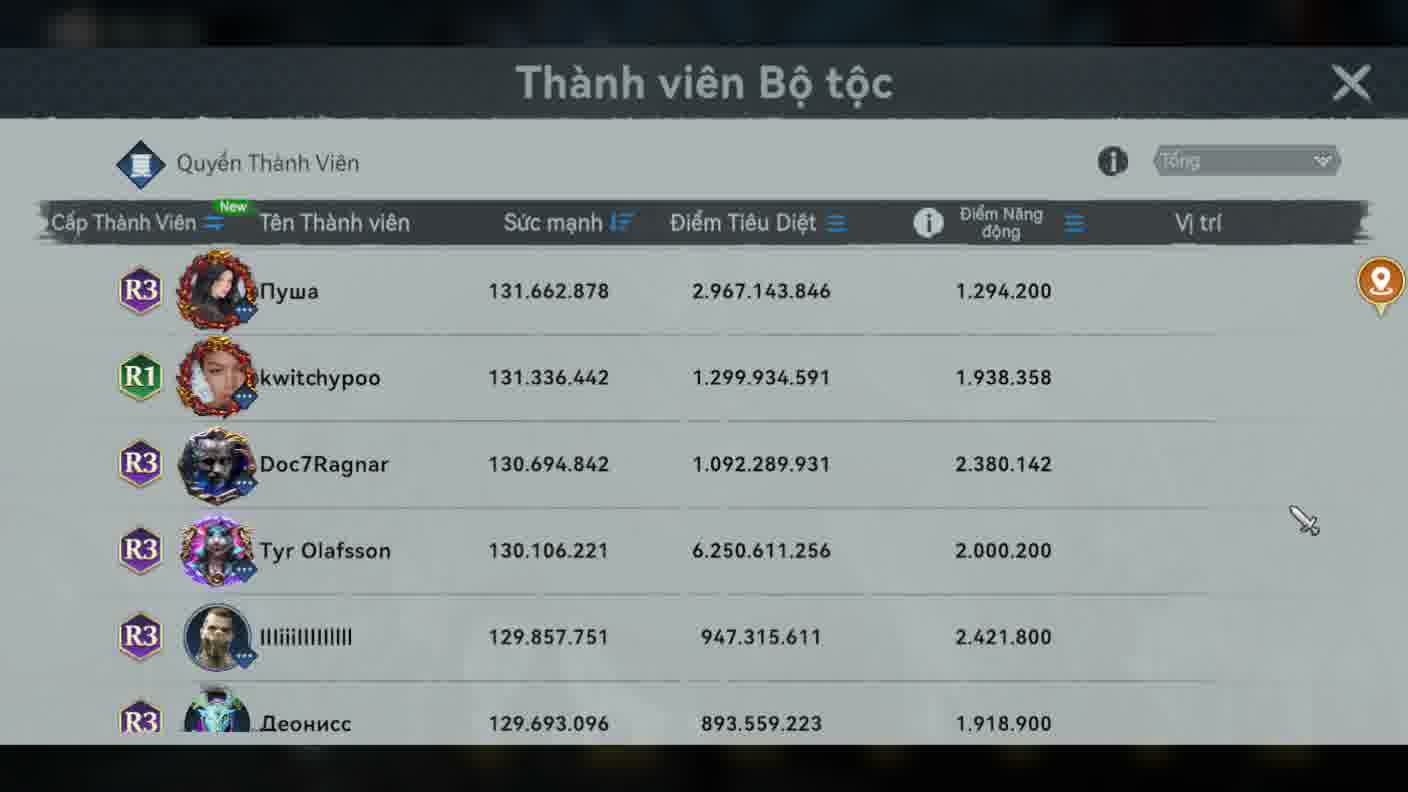 Thành viên Bộ tộc
Quyển Thành Viên
Tổng
New
Cấp Thành Viên Tên Thành viên Sức mạnh Điểm Tiêu Diệt Điểm Năng động Vị trí
R3 Пуша 131.662.878 2.967.143.846 1.294.200
R1 kwitchypoo 131.336.442 1.299.934.591 1.938.358
R3 Doc7Ragnar 130.694.842 1.092.289.931 2.380.142
R3 Tyr Olafsson 130.106.221 6.250.611.256 2.000.200
R3 129.857.751 947.315.611 2.421.800
R3 Деонисс 129.693.096 893.559.223 1.918.900